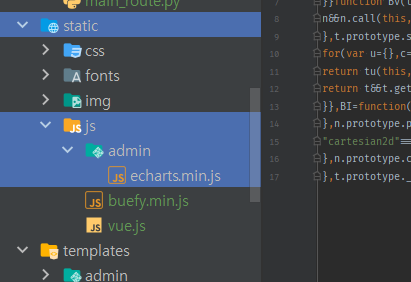 main_route.py
static
css
fonts
img
js
admin
echarts.min.js
buefy.min.js
vue.js
templates
admin
7 }}function BV(t
8 n&&n.call(this,
9 },t.prototype.s
10 for(var u={},c=
11 return tu(this,
12 return t&&t.get
13 }},BI=function(
14 },n.prototype.p
15 "cartesian2d"==
16 },n.prototype.c
17 },t.prototype._